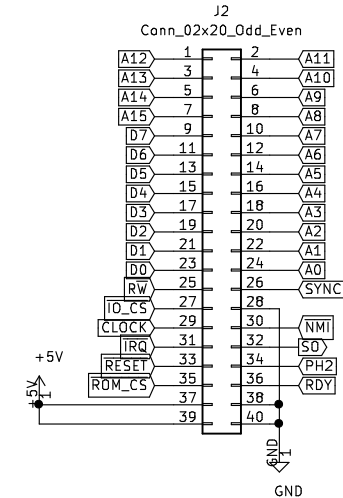 J2
Conn_02x20_Odd_Even
A12 1 2 A11
A13 3 4 A10
A14 5 6 A9
A15 7 8 A8
D7 9 10 A7
D6 11 12 A6
D5 13 14 A5
D4 15 16 A4
D3 17 18 A3
D2 19 20 A2
D1 21 22 A1
D0 23 24 A0
RW 25 26 SYNC
IO_CS 27 28
CLOCK 29 30 NMI
IRQ 31 32 SO
RESET 33 34 PH2
ROM_CS 35 36 RDY
37 38
39 40
+5V
+5V
1
GND
1
GND